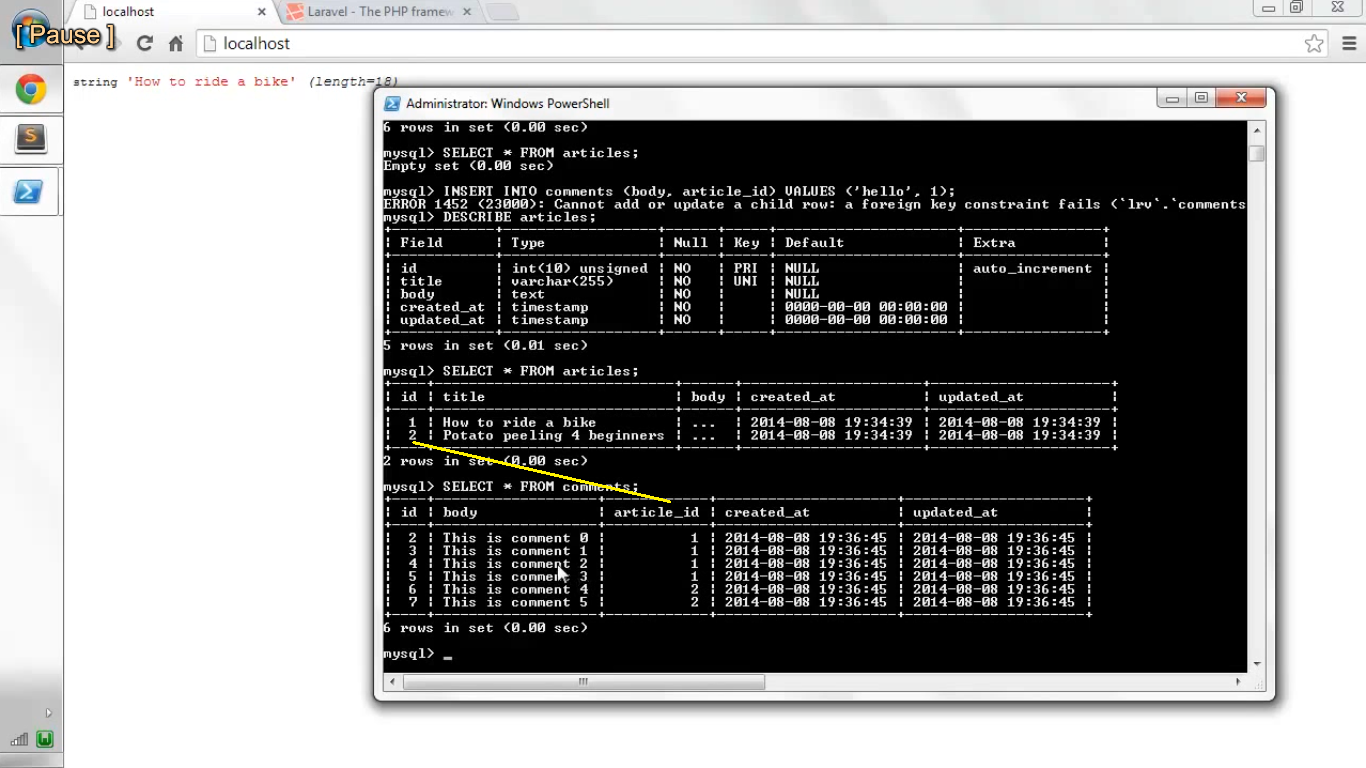 localhost
Laravel - The PHP framew
[ Pause ]
localhost
string 'How to ride a bike' (length=18)
Administrator: Windows PowerShell
6 rows in set (0.00 sec)
mysql> SELECT * FROM articles;
Empty set (0.00 sec)
mysql> INSERT INTO comments (body, article_id) VALUES ('hello', 1);
ERROR 1452 (23000): Cannot add or update a child row: a foreign key constraint fails (`lrv`.`comments
mysql> DESCRIBE articles;
| Field | Type | Null | Key | Default | Extra |
| id | int(10) unsigned | NO | PRI | NULL | auto_increment |
| title | varchar(255) | NO | UNI | NULL | |
| body | text | NO | | NULL | |
| created_at | timestamp | NO | | 0000-00-00 00:00:00 | |
| updated_at | timestamp | NO | | 0000-00-00 00:00:00 | |
5 rows in set (0.01 sec)
mysql> SELECT * FROM articles;
| id | title | body | created_at | updated_at |
| 1 | How to ride a bike | ... | 2014-08-08 19:34:39 | 2014-08-08 19:34:39 |
| 2 | Potato peeling 4 beginners | ... | 2014-08-08 19:34:39 | 2014-08-08 19:34:39 |
2 rows in set (0.00 sec)
mysql> SELECT * FROM comments;
| id | body | article_id | created_at | updated_at |
| 2 | This is comment 0 | 1 | 2014-08-08 19:36:45 | 2014-08-08 19:36:45 |
| 3 | This is comment 1 | 1 | 2014-08-08 19:36:45 | 2014-08-08 19:36:45 |
| 4 | This is comment 2 | 1 | 2014-08-08 19:36:45 | 2014-08-08 19:36:45 |
| 5 | This is comment 3 | 1 | 2014-08-08 19:36:45 | 2014-08-08 19:36:45 |
| 6 | This is comment 4 | 2 | 2014-08-08 19:36:45 | 2014-08-08 19:36:45 |
| 7 | This is comment 5 | 2 | 2014-08-08 19:36:45 | 2014-08-08 19:36:45 |
6 rows in set (0.00 sec)
mysql> _